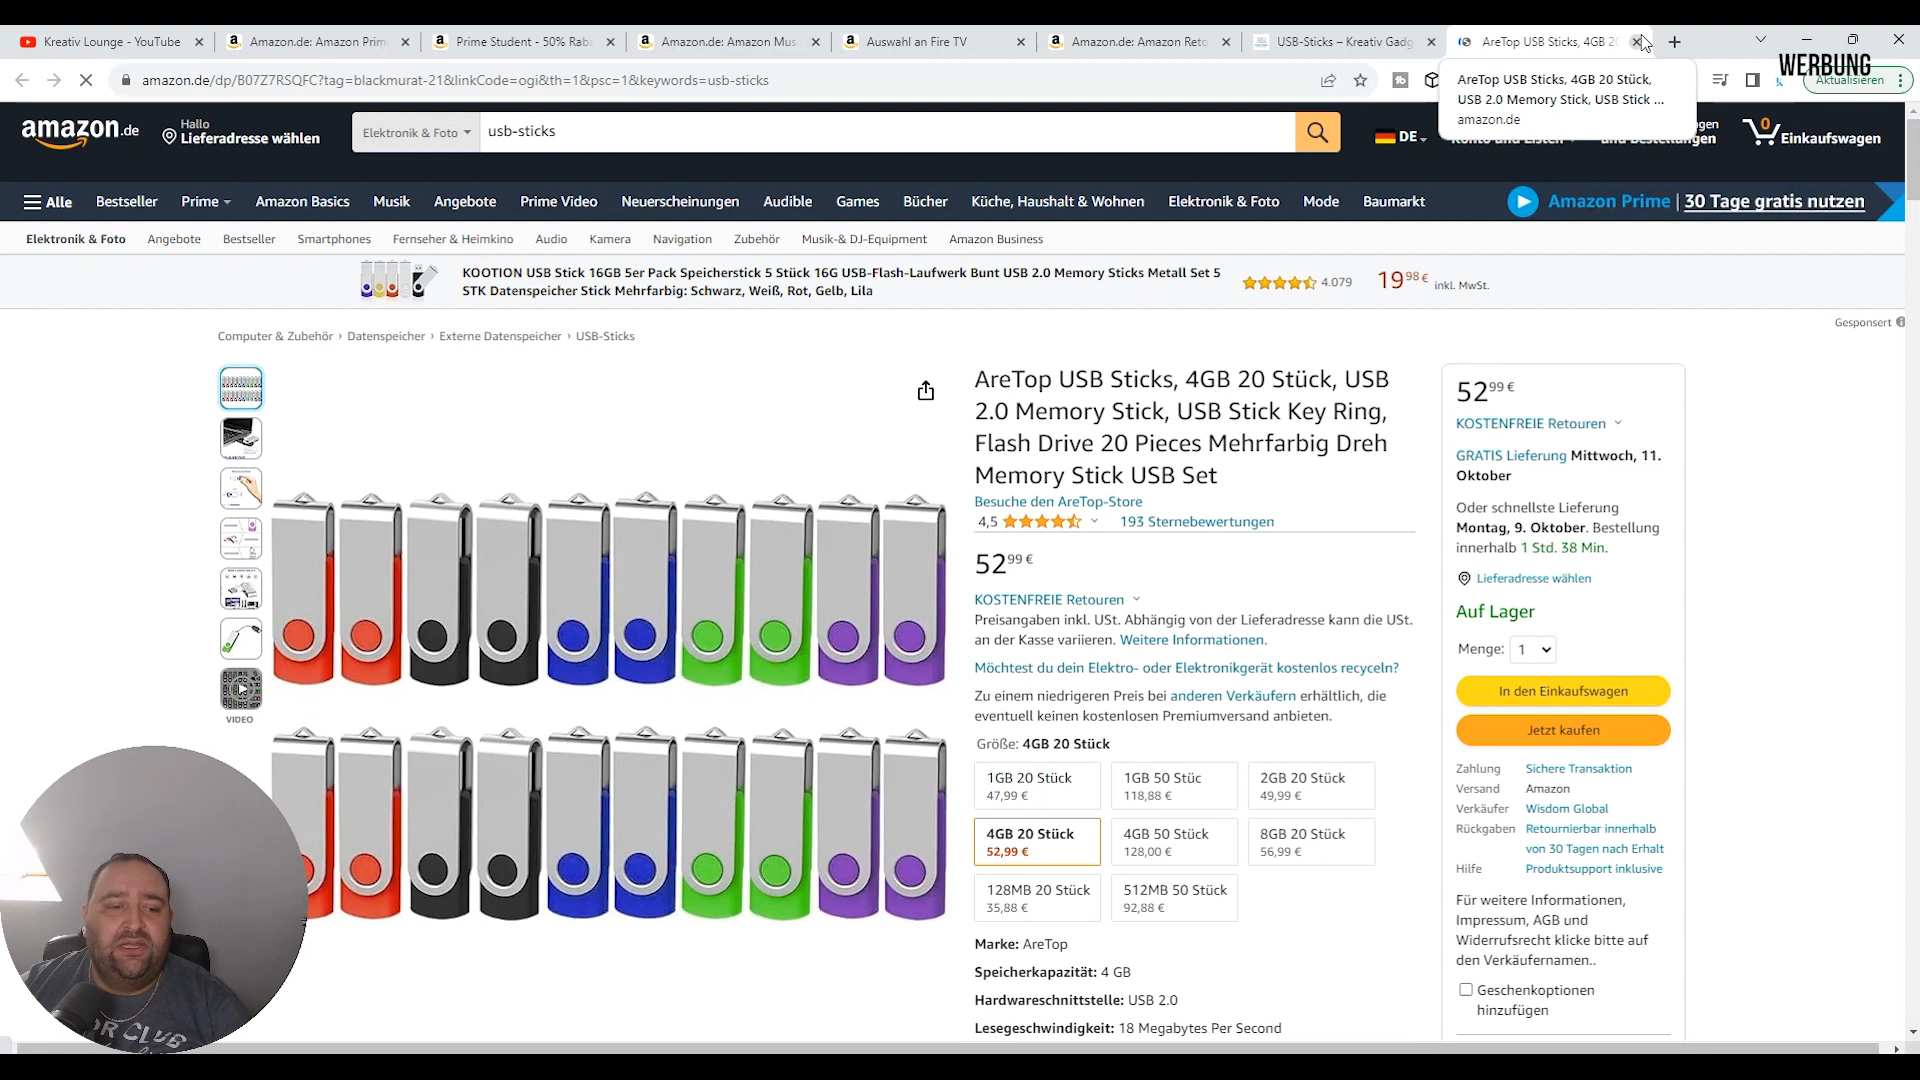 Kreativ Lounge - YouTube
Amazon.de: Amazon Prim
Prime Student - 50% Raba
Amazon.de: Amazon Mus
Auswahl an Fire TV
Amazon.de: Amazon Reto
USB-Sticks – Kreativ Gadg
AreTop USB Sticks, 4GB 20
WERBUNG
amazon.de/dp/B07Z7RSQFC?tag=blackmurat-21&linkCode=ogi&th=1&psc=1&keywords=usb-sticks
Aktualisieren
AreTop USB Sticks, 4GB 20 Stück,
USB 2.0 Memory Stick, USB Stick ...
amazon.de
amazon.de
Hallo
Lieferadresse wählen
Elektronik & Foto
usb-sticks
DE
Konto und Listen
und Bestellungen
0
Einkaufswagen
Alle
Bestseller
Prime
Amazon Basics
Musik
Angebote
Prime Video
Neuerscheinungen
Audible
Games
Bücher
Küche, Haushalt & Wohnen
Elektronik & Foto
Mode
Baumarkt
Amazon Prime | 30 Tage gratis nutzen
Elektronik & Foto
Angebote
Bestseller
Smartphones
Fernseher & Heimkino
Audio
Kamera
Navigation
Zubehör
Musik-& DJ-Equipment
Amazon Business
KOOTION USB Stick 16GB 5er Pack Speicherstick 5 Stück 16G USB-Flash-Laufwerk Bunt USB 2.0 Memory Sticks Metall Set 5
STK Datenspeicher Stick Mehrfarbig: Schwarz, Weiß, Rot, Gelb, Lila
4.079
19 98 € inkl. MwSt.
Gesponsert
Computer & Zubehör › Datenspeicher › Externe Datenspeicher › USB-Sticks
VIDEO
AreTop USB Sticks, 4GB 20 Stück, USB
2.0 Memory Stick, USB Stick Key Ring,
Flash Drive 20 Pieces Mehrfarbig Dreh
Memory Stick USB Set
Besuche den AreTop-Store
4,5
193 Sternebewertungen
52 99 €
KOSTENFREIE Retouren
Preisangaben inkl. USt. Abhängig von der Lieferadresse kann die USt.
an der Kasse variieren. Weitere Informationen.
Möchtest du dein Elektro- oder Elektronikgerät kostenlos recyceln?
Zu einem niedrigeren Preis bei anderen Verkäufern erhältlich, die
eventuell keinen kostenlosen Premiumversand anbieten.
Größe: 4GB 20 Stück
1GB 20 Stück
47,99 €
1GB 50 Stüc
118,88 €
2GB 20 Stück
49,99 €
4GB 20 Stück
52,99 €
4GB 50 Stück
128,00 €
8GB 20 Stück
56,99 €
128MB 20 Stück
35,88 €
512MB 50 Stück
92,88 €
Marke: AreTop
Speicherkapazität: 4 GB
Hardwareschnittstelle: USB 2.0
Lesegeschwindigkeit: 18 Megabytes Per Second
52 99 €
KOSTENFREIE Retouren
GRATIS Lieferung Mittwoch, 11.
Oktober
Oder schnellste Lieferung
Montag, 9. Oktober. Bestellung
innerhalb 1 Std. 38 Min.
Lieferadresse wählen
Auf Lager
Menge: 1
In den Einkaufswagen
Jetzt kaufen
Zahlung Sichere Transaktion
Versand Amazon
Verkäufer Wisdom Global
Rückgaben Retournierbar innerhalb
von 30 Tagen nach Erhalt
Hilfe Produktsupport inklusive
Für weitere Informationen,
Impressum, AGB und
Widerrufsrecht klicke bitte auf
den Verkäufernamen..
Geschenkoptionen
hinzufügen